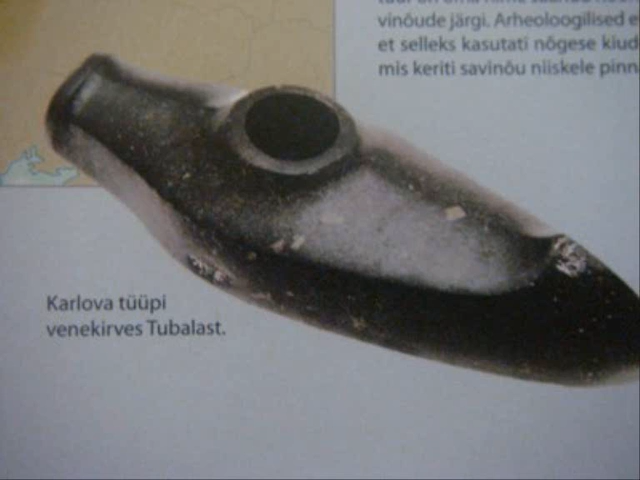 vinõude järgi. Arheoloogilised
et selleks kasutati nõgese kiud
mis keriti savinõu niiskele pinn
Karlova tüüpi
venekirves Tubalast.